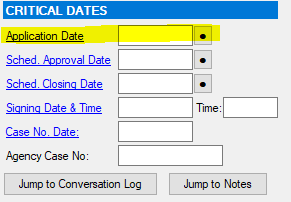 CRITICAL DATES
Application Date
Sched. Approval Date
Sched. Closing Date
Signing Date & Time Time:
Case No. Date:
Agency Case No:
Jump to Conversation Log Jump to Notes